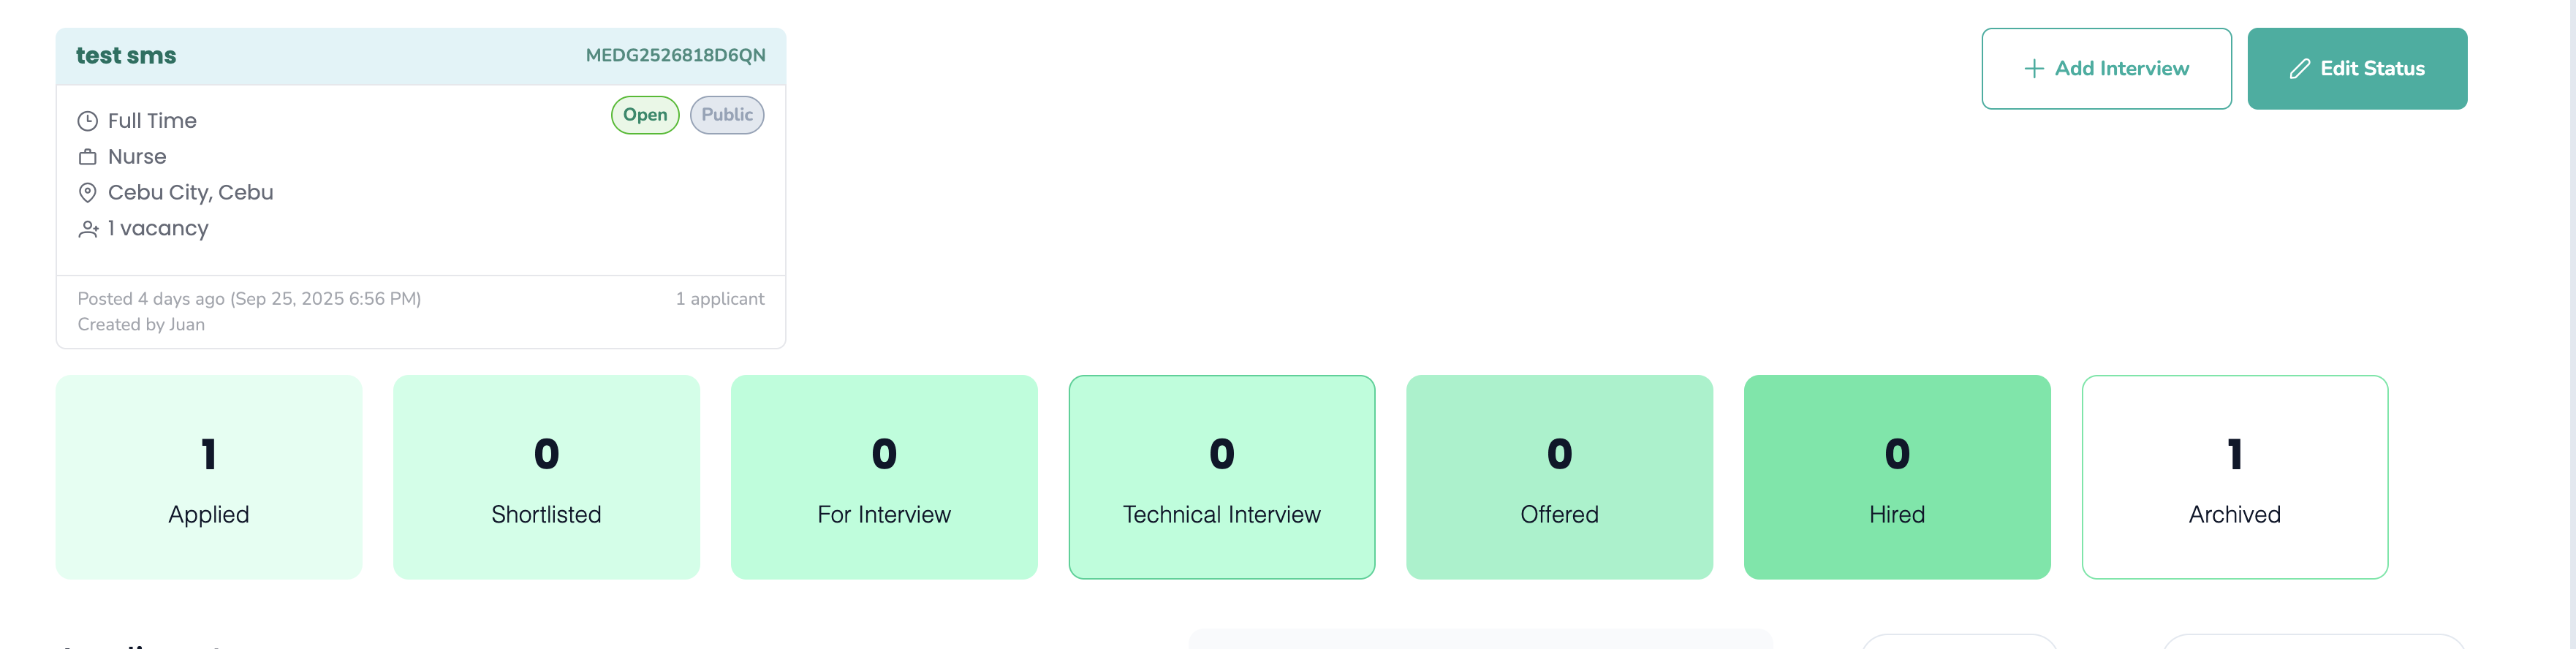 test sms
MEDG2526818D6QN
Add Interview
Edit Status
Open
Public
Full Time
Nurse
Cebu City, Cebu
1 vacancy
Posted 4 days ago (Sep 25, 2025 6:56 PM)
1 applicant
Created by Juan
1
Applied
0
Shortlisted
0
For Interview
0
Technical Interview
0
Offered
0
Hired
1
Archived